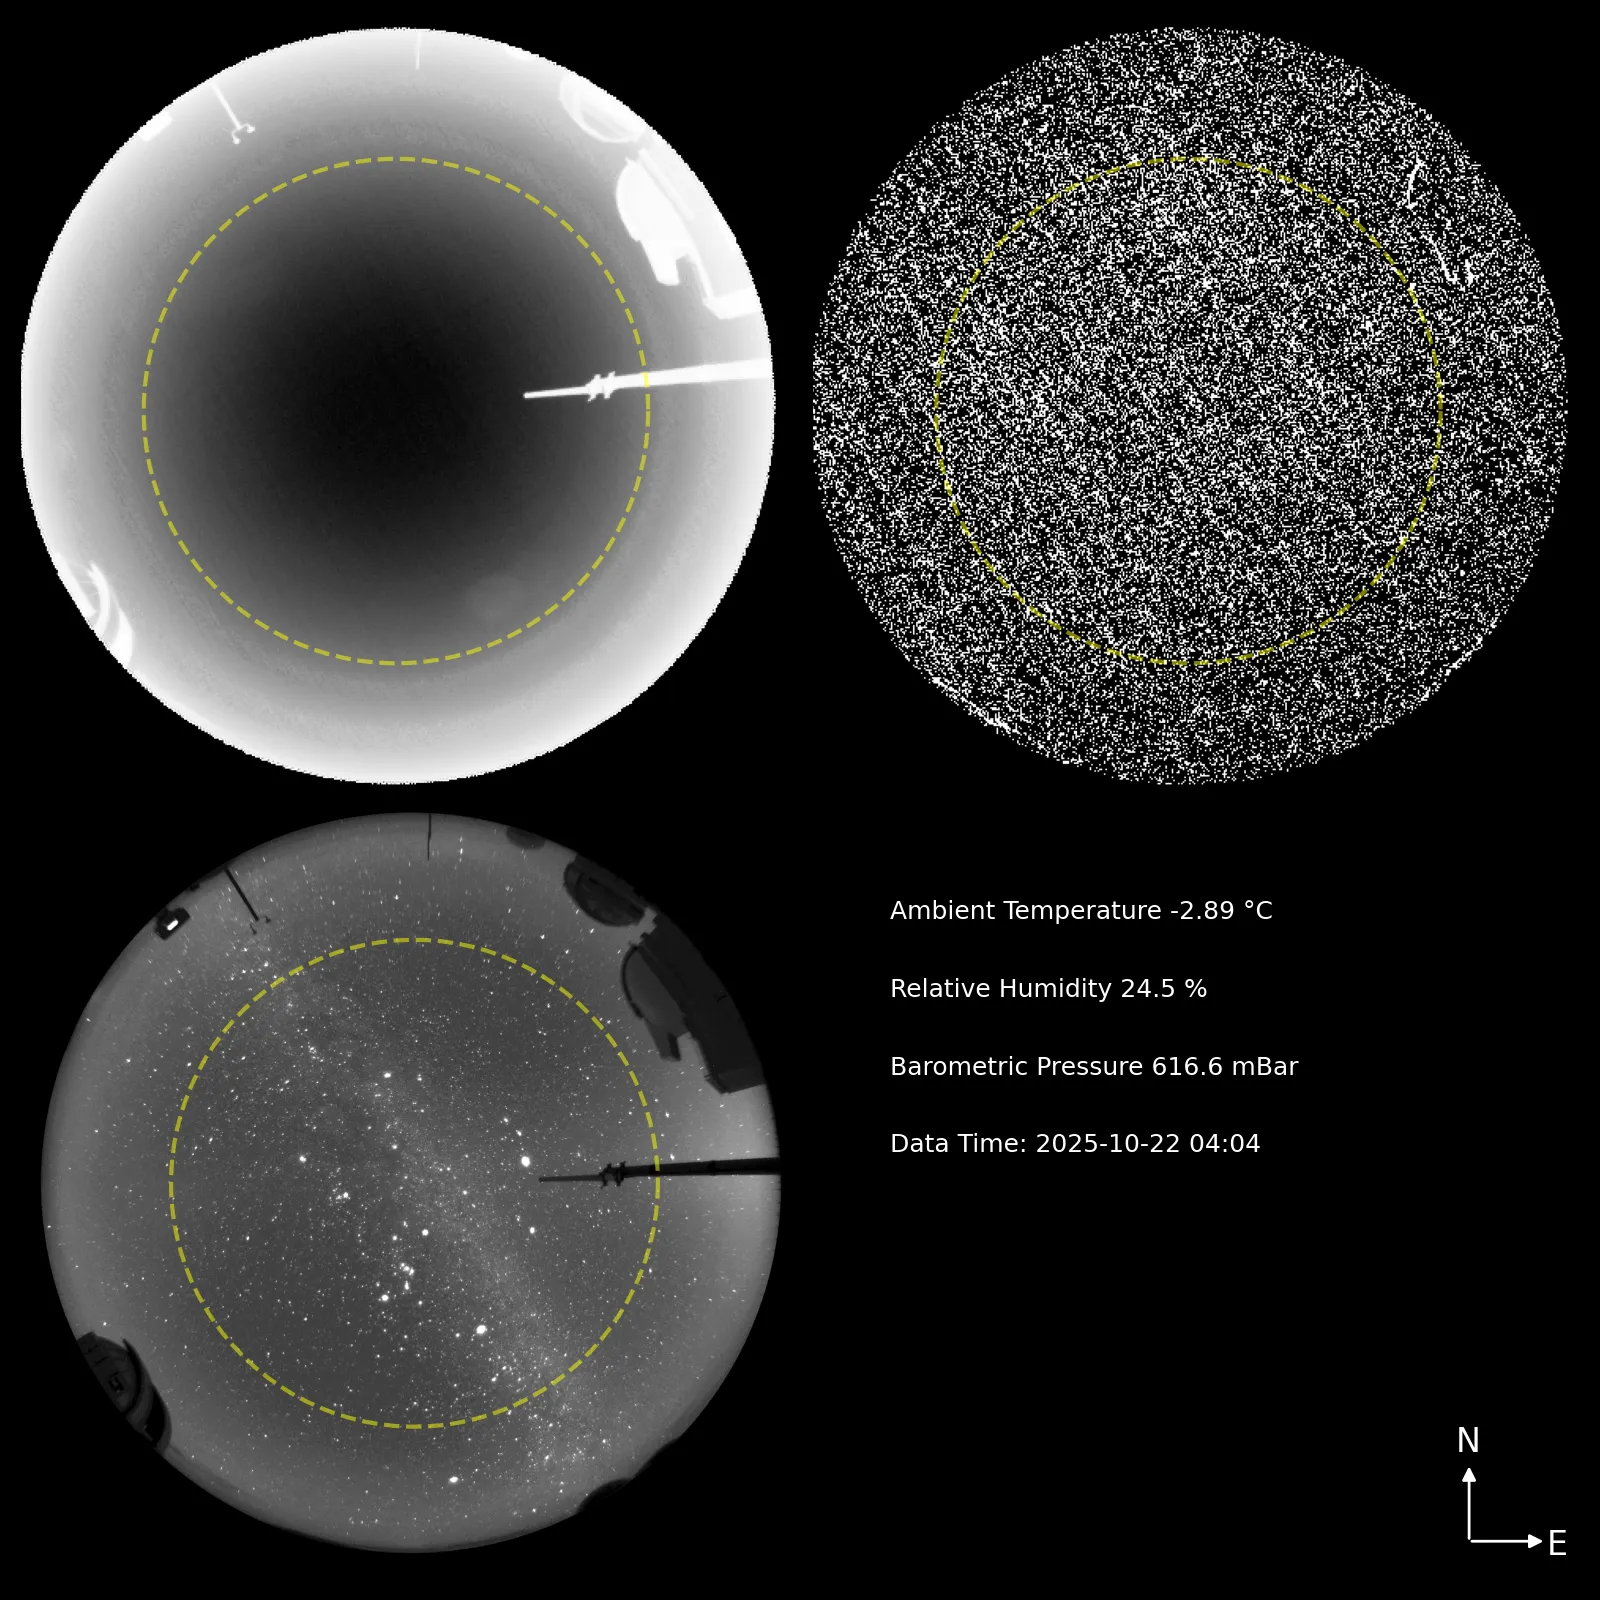 Ambient Temperature -2.89 °C
Relative Humidity 24.5 %
Barometric Pressure 616.6 mBar
Data Time: 2025-10-22 04:04
N
E